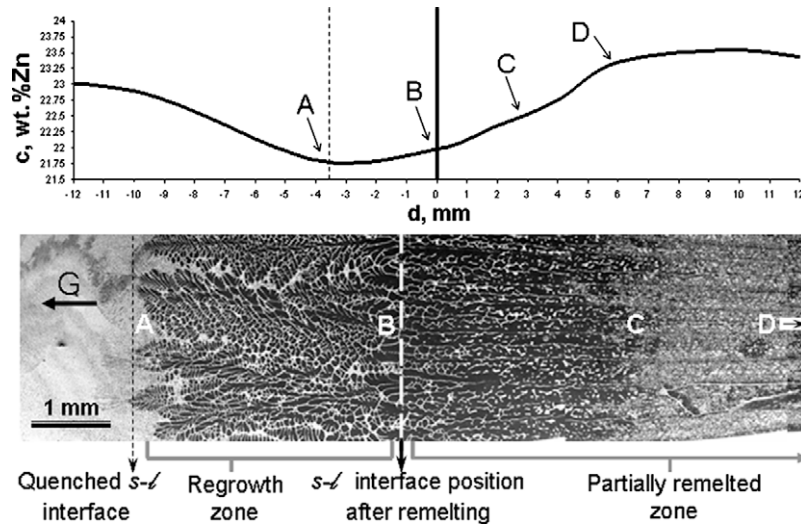 c, wt.%Zn
24
23.5
23.25
23
22.75
22.5
22.25
22
21.75
21.5
A
B
C
D
-12 -11 -10 -9 -8 -7 -6 -5 -4 -3 -2 -1 0 1 2 3 4 5 6 7 8 9 10 11 12
d, mm
G
A
B
C
D
1 mm
Quenched s-ℓ interface
Regrowth zone
s-ℓ interface position after remelting
Partially remelted zone